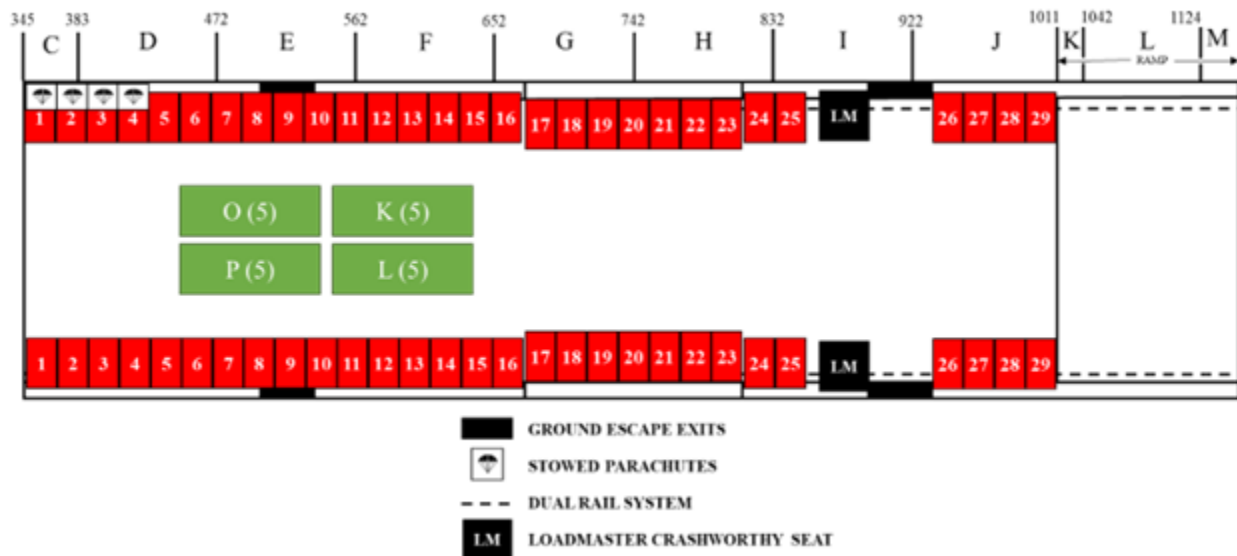 345 383 472 562 652 742 832 922 1011 1042 1124
C D E F G H I J K L M
RAMP
1 2 3 4 5 6 7 8 9 10 11 12 13 14 15 16 17 18 19 20 21 22 23 24 25 LM 26 27 28 29
O (5) K (5)
P (5) L (5)
1 2 3 4 5 6 7 8 9 10 11 12 13 14 15 16 17 18 19 20 21 22 23 24 25 LM 26 27 28 29
GROUND ESCAPE EXITS
STOWED PARACHUTES
DUAL RAIL SYSTEM
LM LOADMASTER CRASHWORTHY SEAT